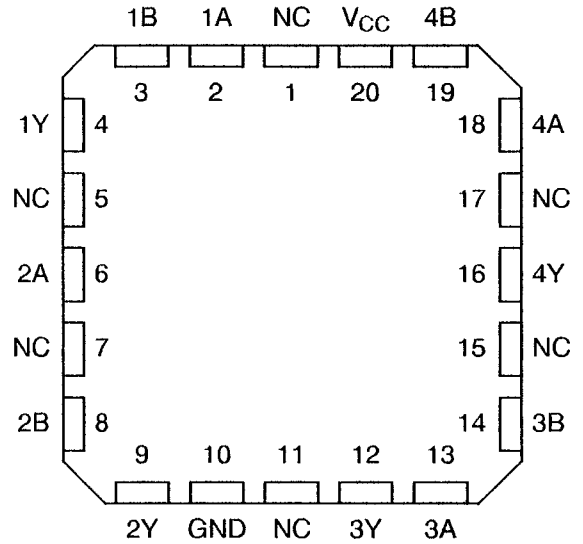 1B 1A NC VCC 4B
3 2 1 20 19
1Y 4 18 4A
NC 5 17 NC
2A 6 16 4Y
NC 7 15 NC
2B 8 14 3B
9 10 11 12 13
2Y GND NC 3Y 3A